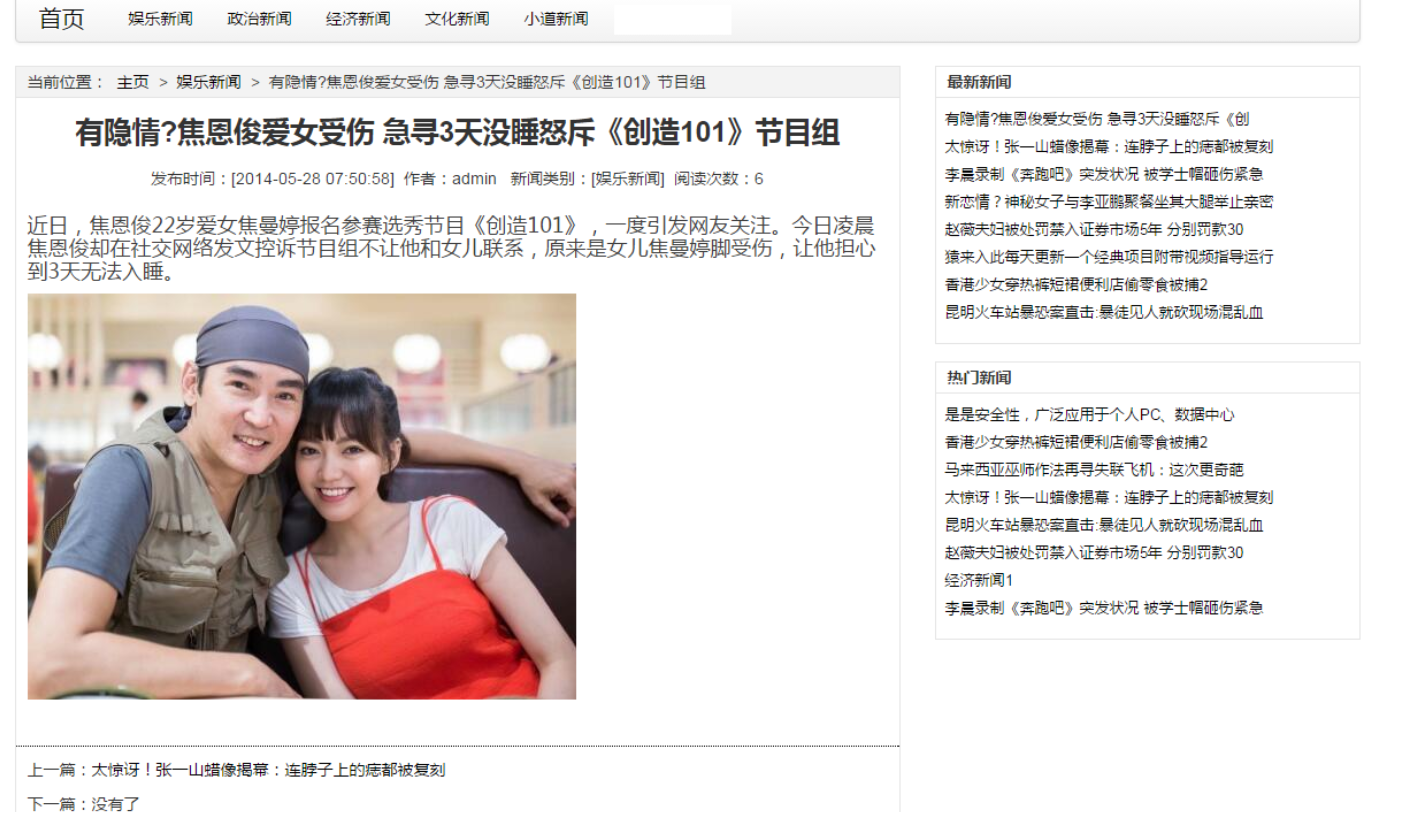 首页 娱乐新闻 政治新闻 经济新闻 文化新闻 小道新闻
当前位置： 主页 > 娱乐新闻 > 有隐情?焦恩俊爱女受伤 急寻3天没睡怒斥《创造101》节目组
有隐情?焦恩俊爱女受伤 急寻3天没睡怒斥《创造101》节目组
发布时间：[2014-05-28 07:50:58] 作者：admin 新闻类别：[娱乐新闻] 阅读次数：6
近日，焦恩俊22岁爱女焦曼婷报名参赛选秀节目《创造101》，一度引发网友关注。今日凌晨
焦恩俊却在社交网络发文控诉节目组不让他和女儿联系，原来是女儿焦曼婷脚受伤，让他担心
到3天无法入睡。
上一篇：太惊讶！张一山蜡像揭幕：连脖子上的痣都被复刻
下一篇：没有了
最新新闻
有隐情?焦恩俊爱女受伤 急寻3天没睡怒斥《创
太惊讶！张一山蜡像揭幕：连脖子上的痣都被复刻
李晨录制《奔跑吧》突发状况 被学士帽砸伤紧急
新恋情？神秘女子与李亚鹏聚餐坐其大腿举止亲密
赵薇夫妇被处罚禁入证券市场5年 分别罚款30
猿来入此每天更新一个经典项目附带视频指导运行
香港少女穿热裤短裙便利店偷零食被捕2
昆明火车站暴恐案直击:暴徒见人就砍现场混乱血
热门新闻
是是安全性，广泛应用于个人PC、数据中心
香港少女穿热裤短裙便利店偷零食被捕2
马来西亚巫师作法再寻失联飞机：这次更奇葩
太惊讶！张一山蜡像揭幕：连脖子上的痣都被复刻
昆明火车站暴恐案直击:暴徒见人就砍现场混乱血
赵薇夫妇被处罚禁入证券市场5年 分别罚款30
经济新闻1
李晨录制《奔跑吧》突发状况 被学士帽砸伤紧急